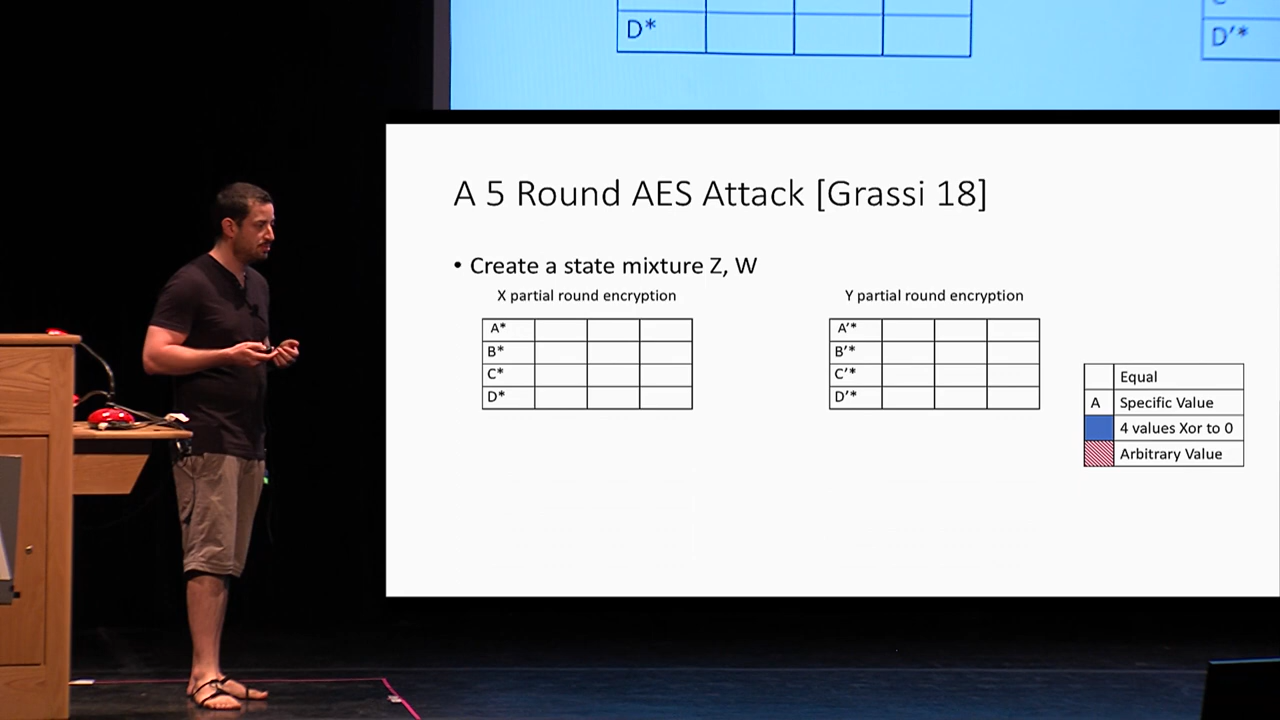 D*
D′*
A 5 Round AES Attack [Grassi 18]
• Create a state mixture Z, W
X partial round encryption
Y partial round encryption
A*
B*
C*
D*
A′*
B′*
C′*
D′*
Equal
A Specific Value
4 values Xor to 0
Arbitrary Value